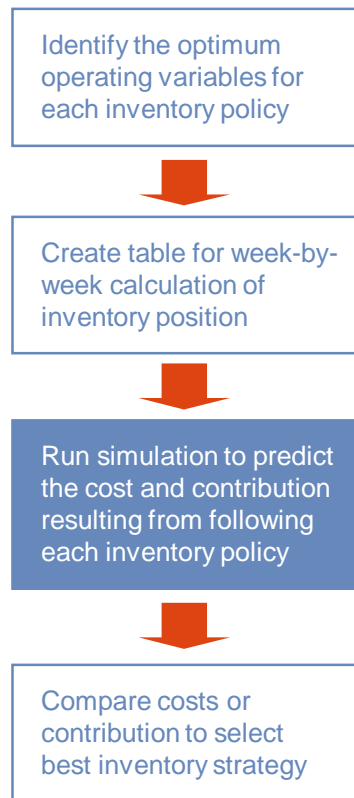 Identify the optimum
operating variables for
each inventory policy
Create table for week-by-
week calculation of
inventory position
Run simulation to predict
the cost and contribution
resulting from following
each inventory policy
Compare costs or
contribution to select
best inventory strategy